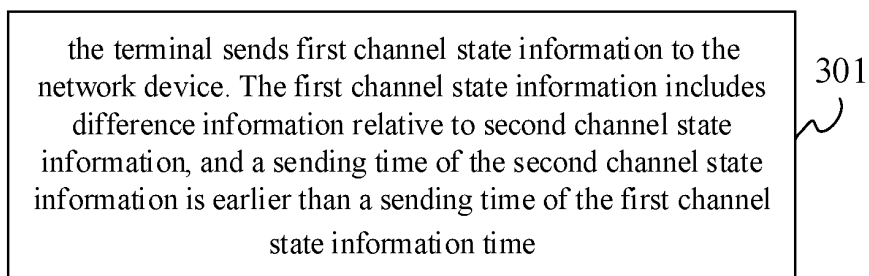 the terminal sends first channel state information to the
network device. The first channel state information includes
difference information relative to second channel state
information, and a sending time of the second channel state
information is earlier than a sending time of the first channel
state information time
301